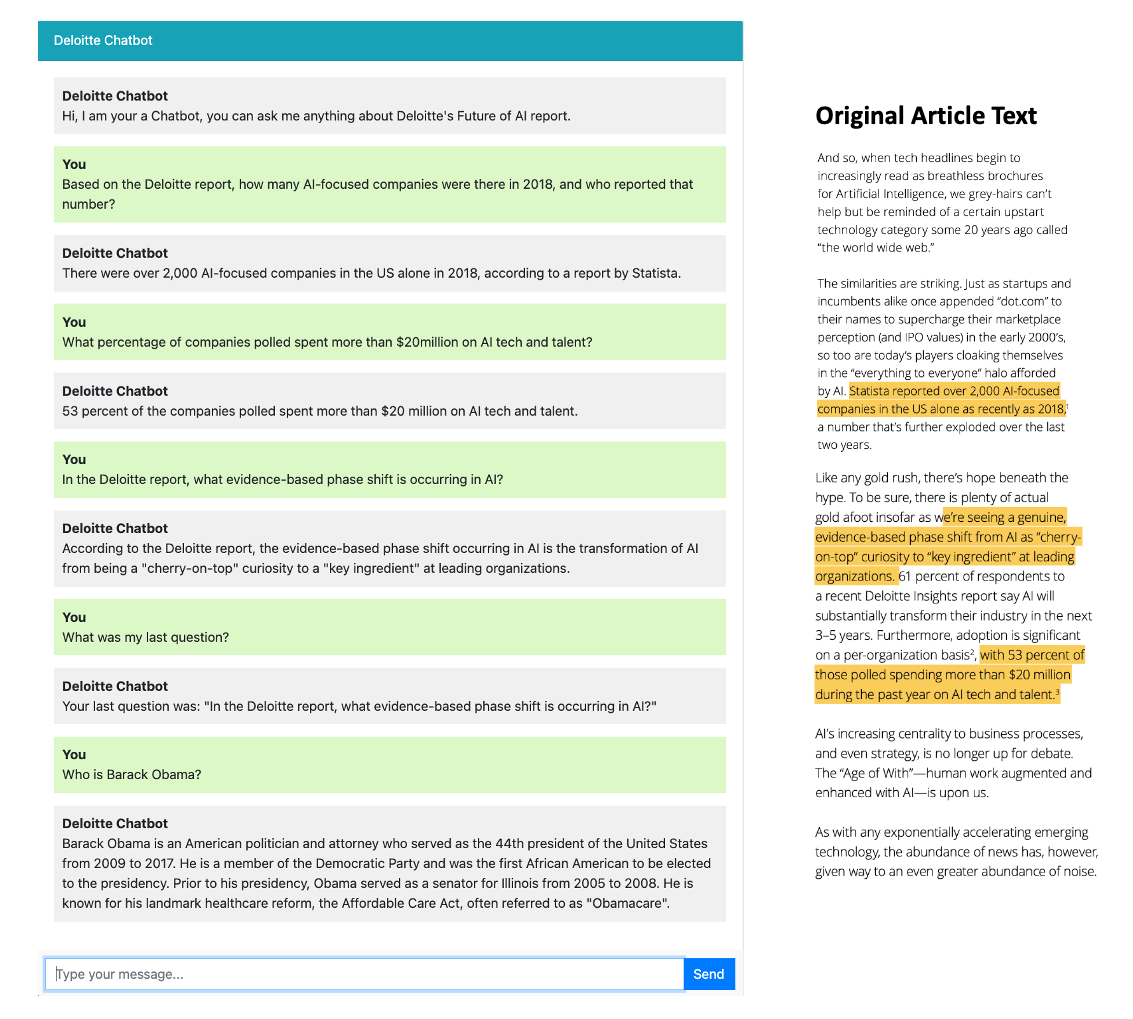 Deloitte Chatbot
Deloitte Chatbot
Hi, I am your a Chatbot, you can ask me anything about Deloitte's Future of AI report.
You
Based on the Deloitte report, how many AI-focused companies were there in 2018, and who reported that
number?
Deloitte Chatbot
There were over 2,000 AI-focused companies in the US alone in 2018, according to a report by Statista.
You
What percentage of companies polled spent more than $20million on AI tech and talent?
Deloitte Chatbot
53 percent of the companies polled spent more than $20 million on AI tech and talent.
You
In the Deloitte report, what evidence-based phase shift is occurring in AI?
Deloitte Chatbot
According to the Deloitte report, the evidence-based phase shift occurring in AI is the transformation of AI
from being a "cherry-on-top" curiosity to a "key ingredient" at leading organizations.
You
What was my last question?
Deloitte Chatbot
Your last question was: "In the Deloitte report, what evidence-based phase shift is occurring in AI?"
You
Who is Barack Obama?
Deloitte Chatbot
Barack Obama is an American politician and attorney who served as the 44th president of the United States
from 2009 to 2017. He is a member of the Democratic Party and was the first African American to be elected
to the presidency. Prior to his presidency, Obama served as a senator for Illinois from 2005 to 2008. He is
known for his landmark healthcare reform, the Affordable Care Act, often referred to as "Obamacare".
Type your message...
Send
Original Article Text
And so, when tech headlines begin to
increasingly read as breathless brochures
for Artificial Intelligence, we grey-hairs can't
help but be reminded of a certain upstart
technology category some 20 years ago called
“the world wide web.”
The similarities are striking. Just as startups and
incumbents alike once appended “dot.com” to
their names to supercharge their marketplace
perception (and IPO values) in the early 2000’s,
so too are today’s players cloaking themselves
in the “everything to everyone” halo afforded
by AI. Statista reported over 2,000 AI-focused
companies in the US alone as recently as 2018,¹
a number that’s further exploded over the last
two years.
Like any gold rush, there’s hope beneath the
hype. To be sure, there is plenty of actual
gold afoot insofar as we’re seeing a genuine,
evidence-based phase shift from AI as “cherry-
on-top” curiosity to “key ingredient” at leading
organizations. 61 percent of respondents to
a recent Deloitte Insights report say AI will
substantially transform their industry in the next
3–5 years. Furthermore, adoption is significant
on a per-organization basis², with 53 percent of
those polled spending more than $20 million
during the past year on AI tech and talent.³
AI’s increasing centrality to business processes,
and even strategy, is no longer up for debate.
The “Age of With”—human work augmented and
enhanced with AI—is upon us.
As with any exponentially accelerating emerging
technology, the abundance of news has, however,
given way to an even greater abundance of noise.